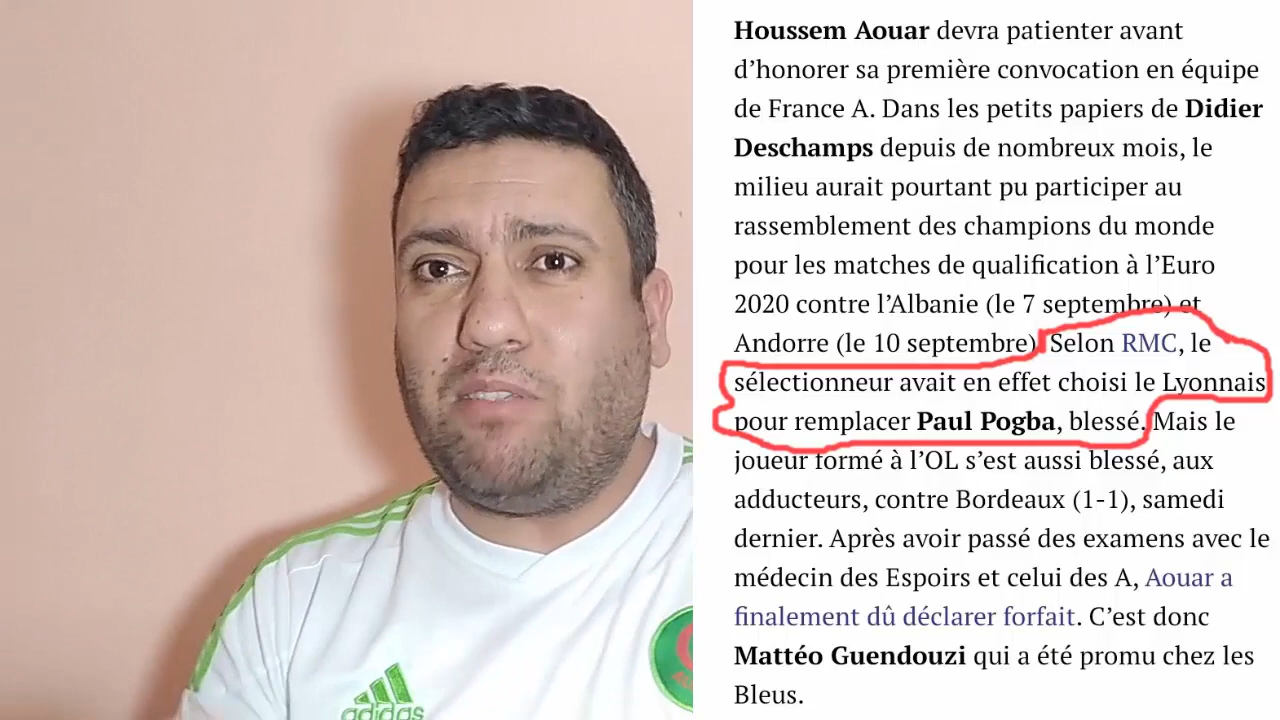 Houssem Aouar devra patienter avant
d’honorer sa première convocation en équipe
de France A. Dans les petits papiers de Didier
Deschamps depuis de nombreux mois, le
milieu aurait pourtant pu participer au
rassemblement des champions du monde
pour les matches de qualification à l’Euro
2020 contre l’Albanie (le 7 septembre) et
Andorre (le 10 septembre). Selon RMC, le
sélectionneur avait en effet choisi le Lyonnais
pour remplacer Paul Pogba, blessé. Mais le
joueur formé à l’OL s’est aussi blessé, aux
adducteurs, contre Bordeaux (1-1), samedi
dernier. Après avoir passé des examens avec le
médecin des Espoirs et celui des A, Aouar a
finalement dû déclarer forfait. C’est donc
Mattéo Guendouzi qui a été promu chez les
Bleus.
adidas